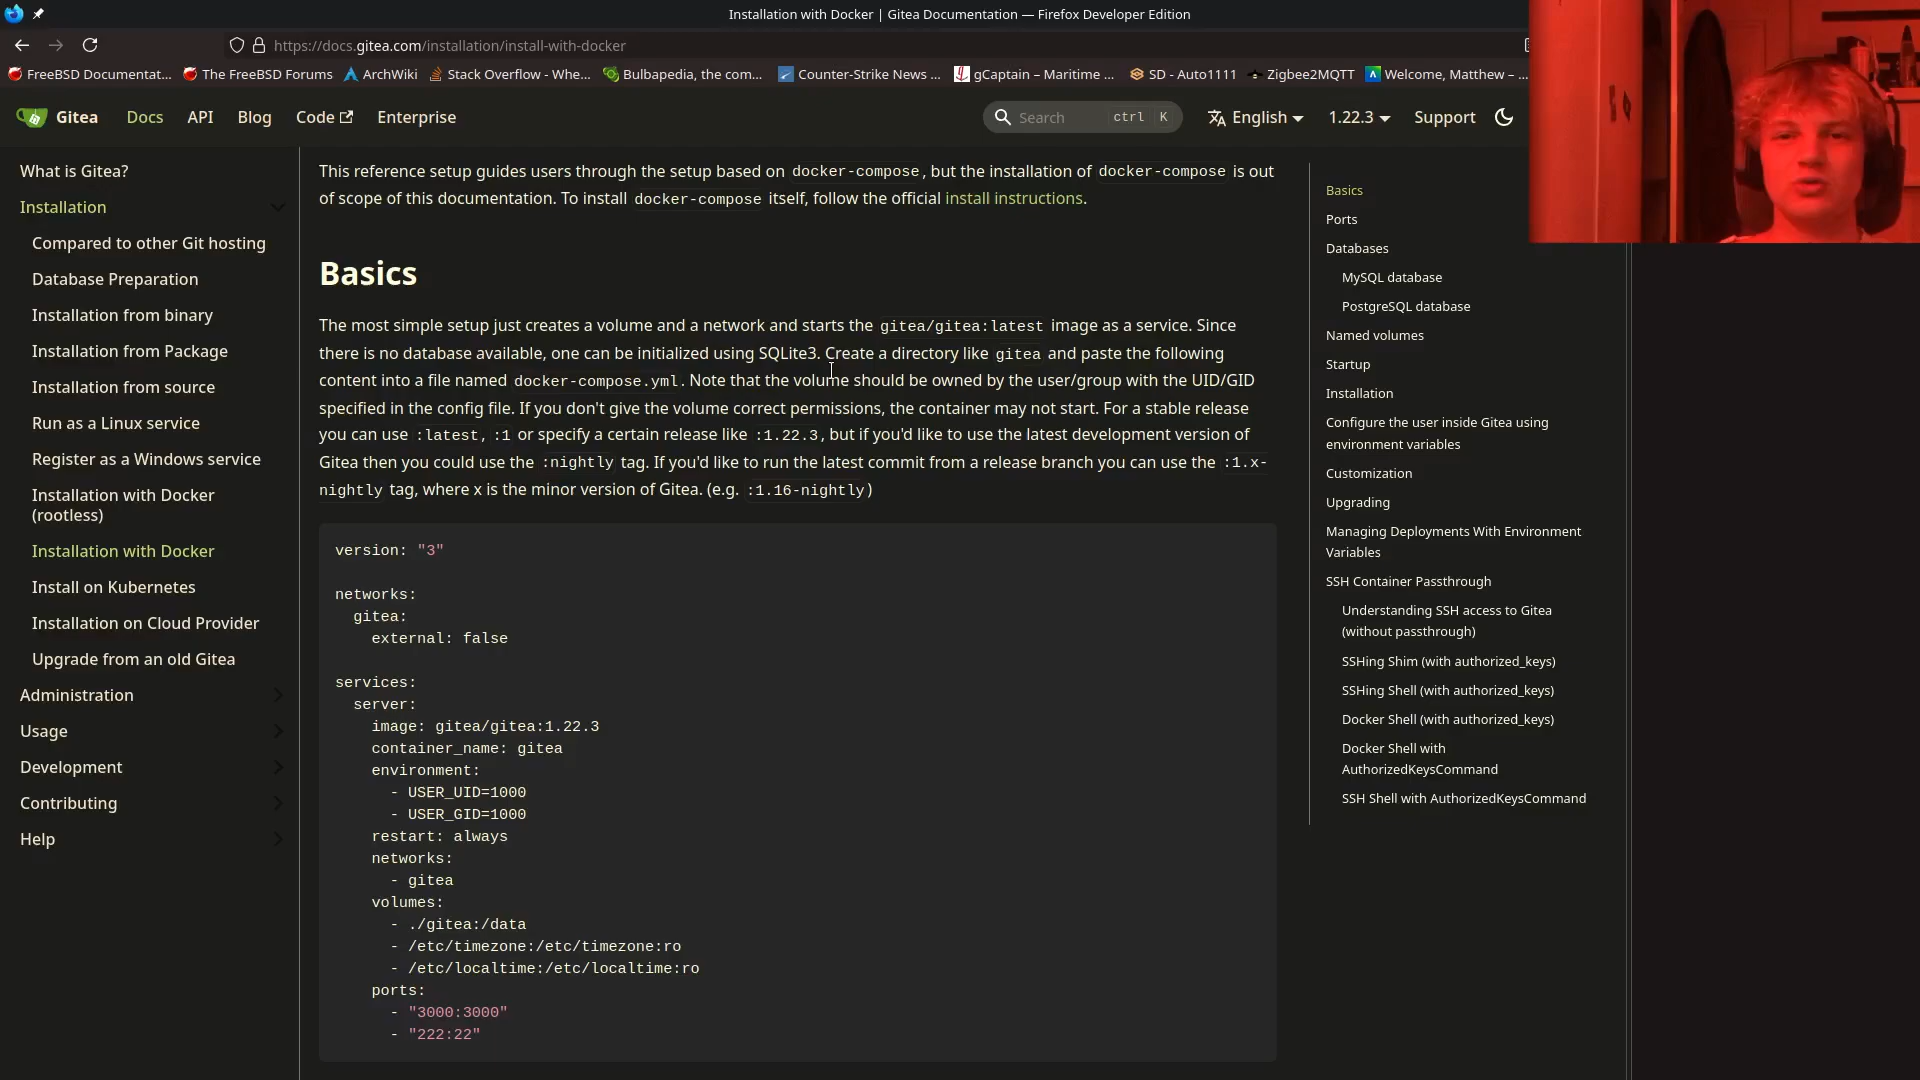 Installation with Docker | Gitea Documentation — Firefox Developer Edition
https://docs.gitea.com/installation/install-with-docker
FreeBSD Documentat...
The FreeBSD Forums
ArchWiki
Stack Overflow - Whe...
Bulbapedia, the com...
Counter-Strike News ...
gCaptain – Maritime ...
SD - Auto1111
Zigbee2MQTT
Welcome, Matthew – ...
Gitea
Docs
API
Blog
Code
Enterprise
Search
ctrl K
English
1.22.3
Support
What is Gitea?
Installation
Compared to other Git hosting
Database Preparation
Installation from binary
Installation from Package
Installation from source
Run as a Linux service
Register as a Windows service
Installation with Docker
(rootless)
Installation with Docker
Install on Kubernetes
Installation on Cloud Provider
Upgrade from an old Gitea
Administration
Usage
Development
Contributing
Help
This reference setup guides users through the setup based on docker-compose, but the installation of docker-compose is out
of scope of this documentation. To install docker-compose itself, follow the official install instructions.
Basics
The most simple setup just creates a volume and a network and starts the gitea/gitea:latest image as a service. Since
there is no database available, one can be initialized using SQLite3. Create a directory like gitea and paste the following
content into a file named docker-compose.yml. Note that the volume should be owned by the user/group with the UID/GID
specified in the config file. If you don't give the volume correct permissions, the container may not start. For a stable release
you can use :latest, :1 or specify a certain release like :1.22.3, but if you'd like to use the latest development version of
Gitea then you could use the :nightly tag. If you'd like to run the latest commit from a release branch you can use the :1.x-
nightly tag, where x is the minor version of Gitea. (e.g. :1.16-nightly)
version: "3"
networks:
  gitea:
    external: false
services:
  server:
    image: gitea/gitea:1.22.3
    container_name: gitea
    environment:
      - USER_UID=1000
      - USER_GID=1000
    restart: always
    networks:
      - gitea
    volumes:
      - ./gitea:/data
      - /etc/timezone:/etc/timezone:ro
      - /etc/localtime:/etc/localtime:ro
    ports:
      - "3000:3000"
      - "222:22"
Basics
Ports
Databases
MySQL database
PostgreSQL database
Named volumes
Startup
Installation
Configure the user inside Gitea using
environment variables
Customization
Upgrading
Managing Deployments With Environment
Variables
SSH Container Passthrough
Understanding SSH access to Gitea
(without passthrough)
SSHing Shim (with authorized_keys)
SSHing Shell (with authorized_keys)
Docker Shell (with authorized_keys)
Docker Shell with
AuthorizedKeysCommand
SSH Shell with AuthorizedKeysCommand